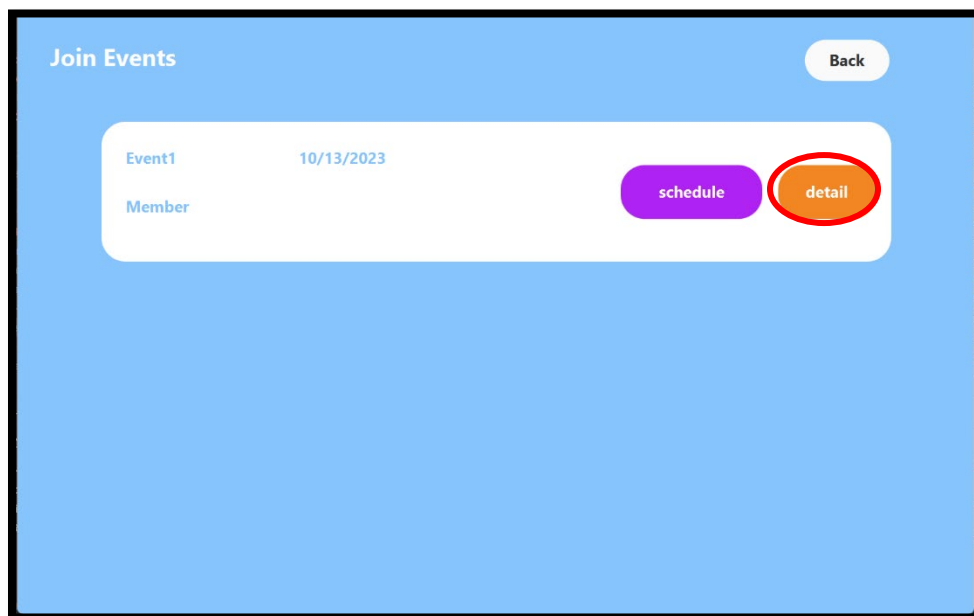 Join Events
Back
Event1
10/13/2023
Member
schedule
detail